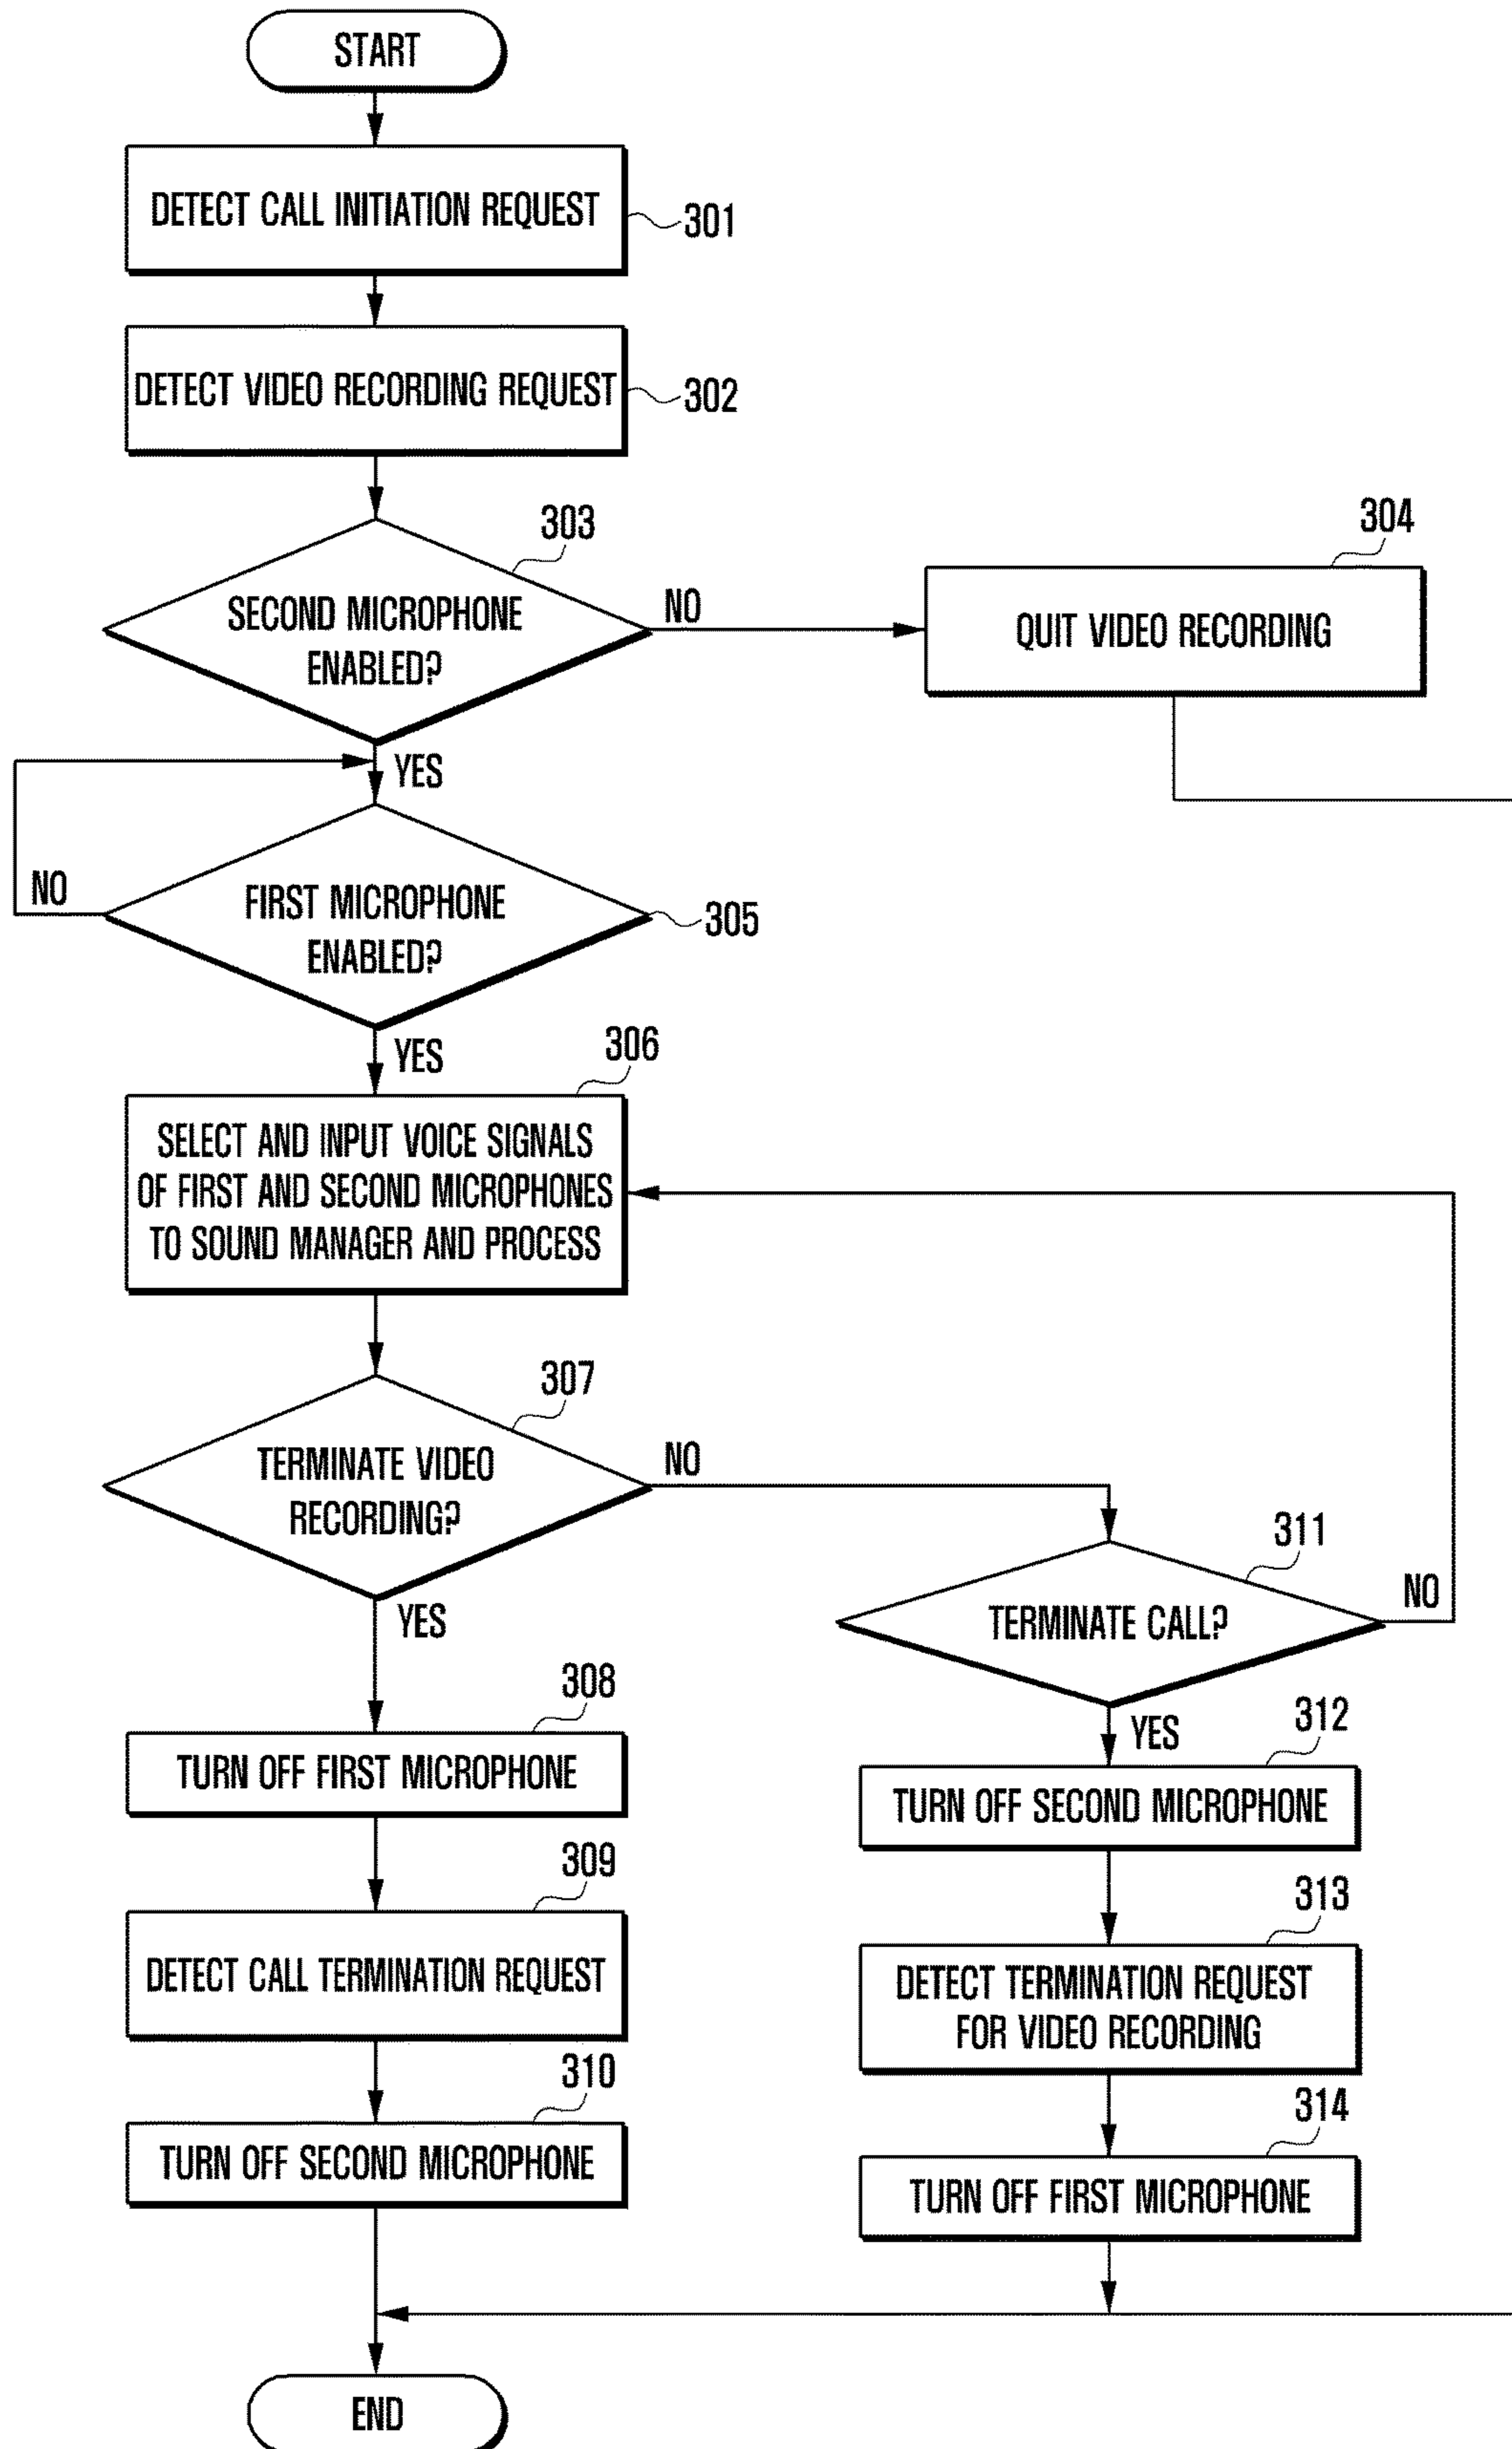 START
DETECT CALL INITIATION REQUEST
301
DETECT VIDEO RECORDING REQUEST
302
303
SECOND MICROPHONE
ENABLED?
NO
304
QUIT VIDEO RECORDING
YES
NO
FIRST MICROPHONE
ENABLED?
305
YES
306
SELECT AND INPUT VOICE SIGNALS
OF FIRST AND SECOND MICROPHONES
TO SOUND MANAGER AND PROCESS
307
TERMINATE VIDEO
RECORDING?
NO
311
TERMINATE CALL?
NO
YES
308
TURN OFF FIRST MICROPHONE
309
DETECT CALL TERMINATION REQUEST
310
TURN OFF SECOND MICROPHONE
YES
312
TURN OFF SECOND MICROPHONE
313
DETECT TERMINATION REQUEST
FOR VIDEO RECORDING
314
TURN OFF FIRST MICROPHONE
END